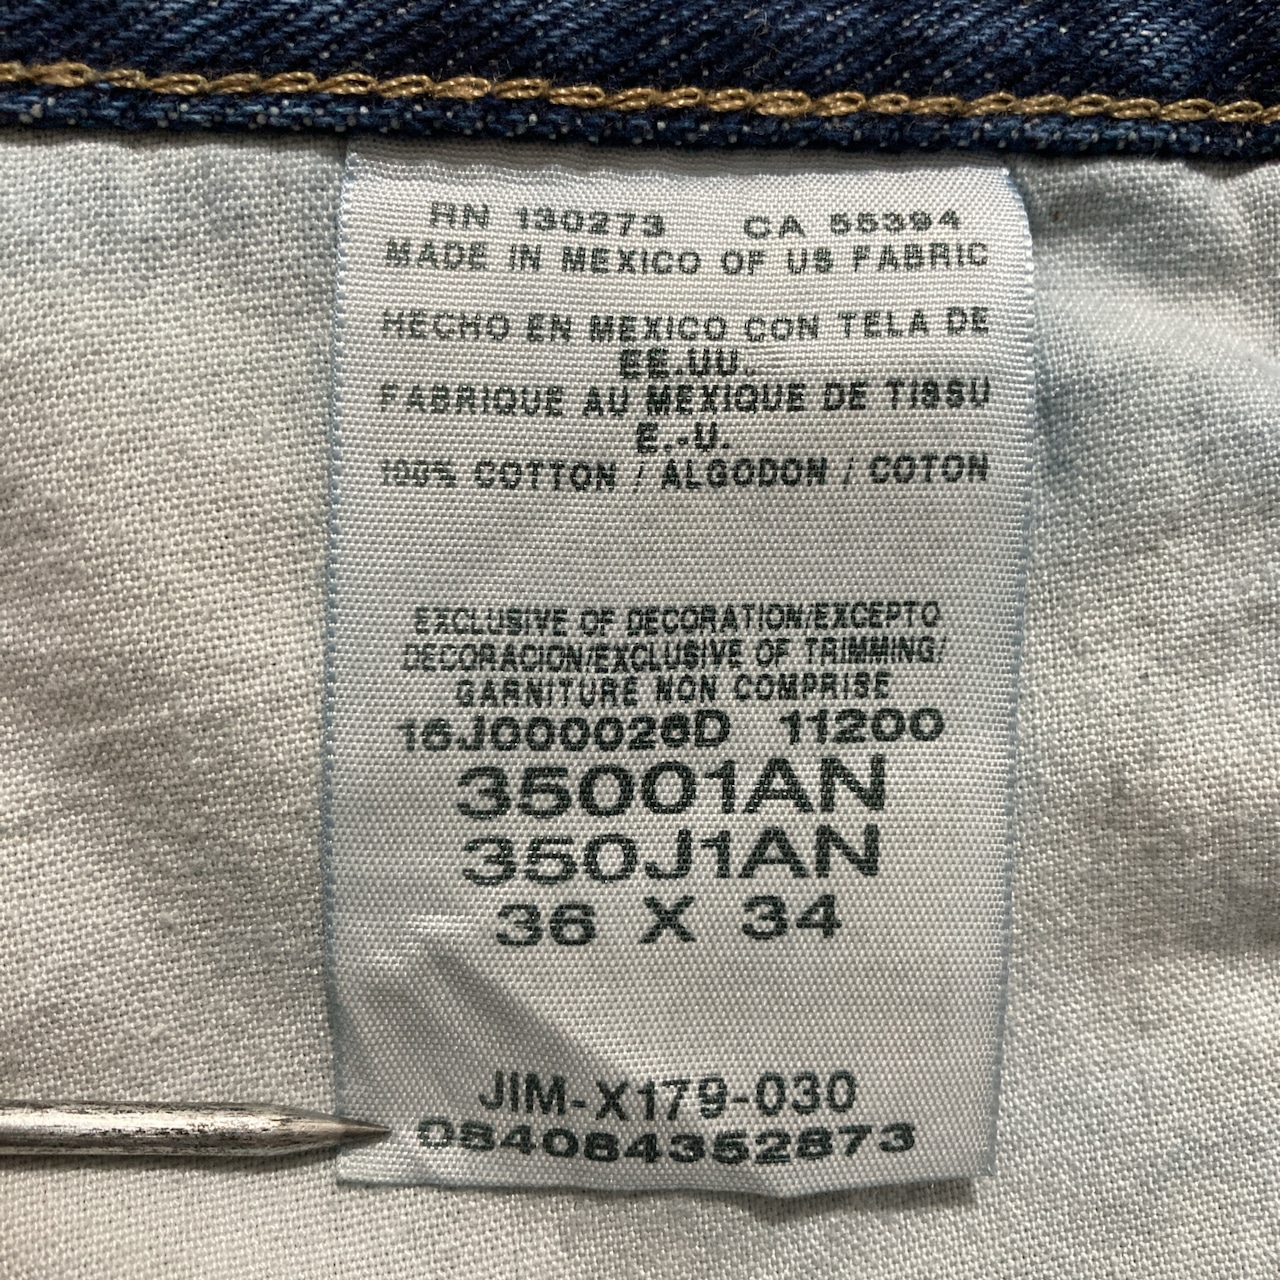 RN 130273 CA 55394
MADE IN MEXICO OF US FABRIC
HECHO EN MEXICO CON TELA DE
EE.UU.
FABRIQUE AU MEXIQUE DE TISSU
E.-U.
100% COTTON / ALGODON / COTON
EXCLUSIVE OF DECORATION/EXCEPTO
DECORACION/EXCLUSIVE OF TRIMMING/
GARNITURE NON COMPRISE
16J000026D 11200
35001AN
350J1AN
36 X 34
JIM-X179-030
084084352873